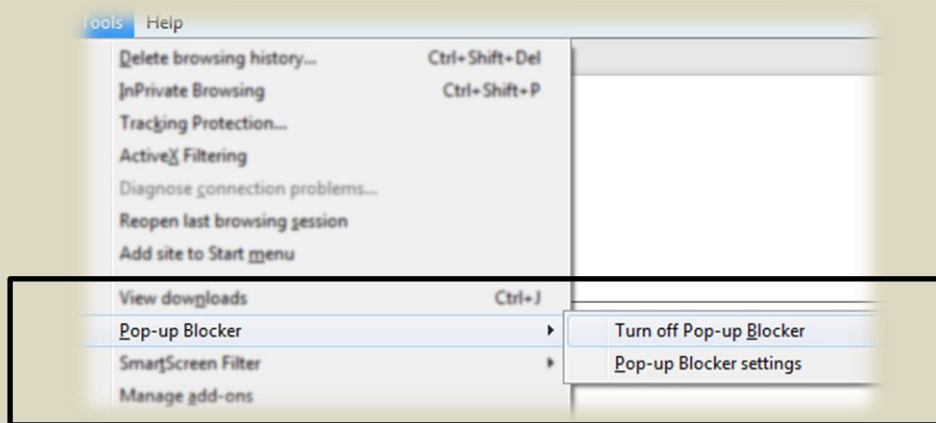 Tools Help
Delete browsing history... Ctrl+Shift+Del
InPrivate Browsing Ctrl+Shift+P
Tracking Protection...
ActiveX Filtering
Diagnose connection problems...
Reopen last browsing session
Add site to Start menu
View downloads Ctrl+J
Pop-up Blocker Turn off Pop-up Blocker
SmartScreen Filter Pop-up Blocker settings
Manage add-ons